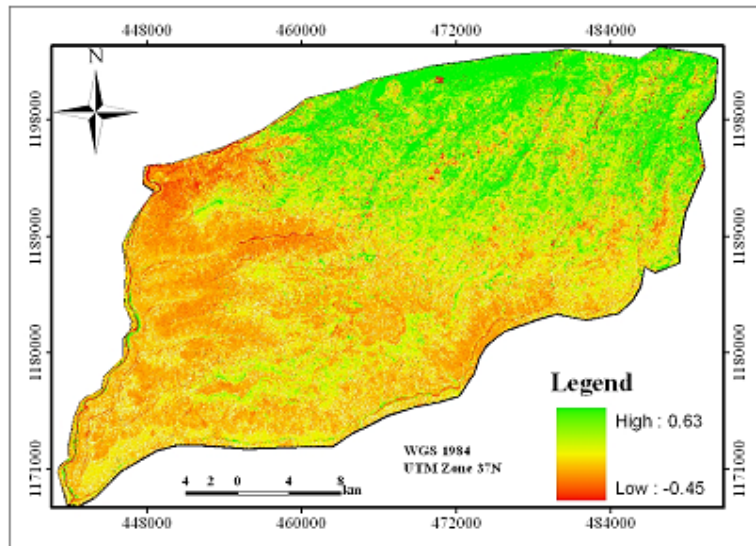 448000 460000 472000 484000
N
1198000 1198000
1189000 1189000
1180000 1180000
1171000 1171000
Legend
High : 0.63
Low : -0.45
WGS 1984
UTM Zone 37N
4 2 0 4 8
km
448000 460000 472000 484000